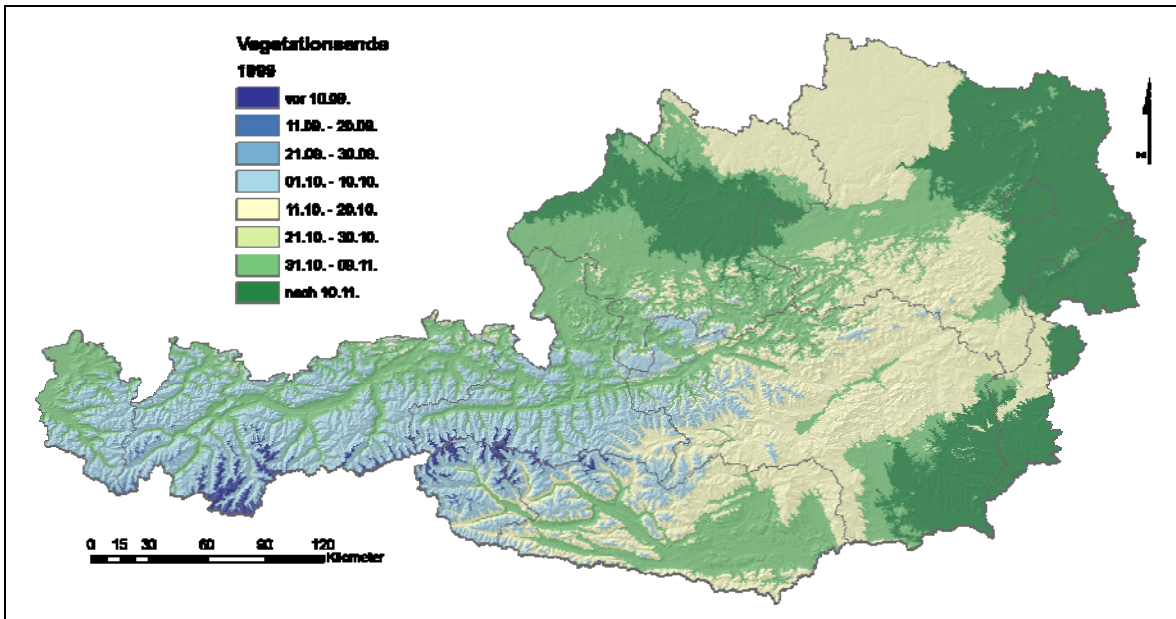 Vegetationsende
1999
vor 10.09.
11.09. - 20.09.
21.09. - 30.09.
01.10. - 10.10.
11.10. - 20.10.
21.10. - 30.10.
31.10. - 09.11.
nach 10.11.
N
0 15 30 60 90 120
Kilometer